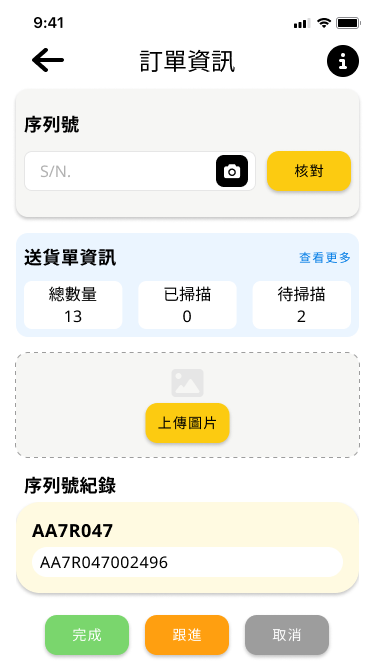 9:41
訂單資訊
序列號
S/N.
核對
送貨單資訊
查看更多
總數量
13
已掃描
0
待掃描
2
上傳圖片
序列號紀錄
AA7R047
AA7R047002496
完成
跟進
取消